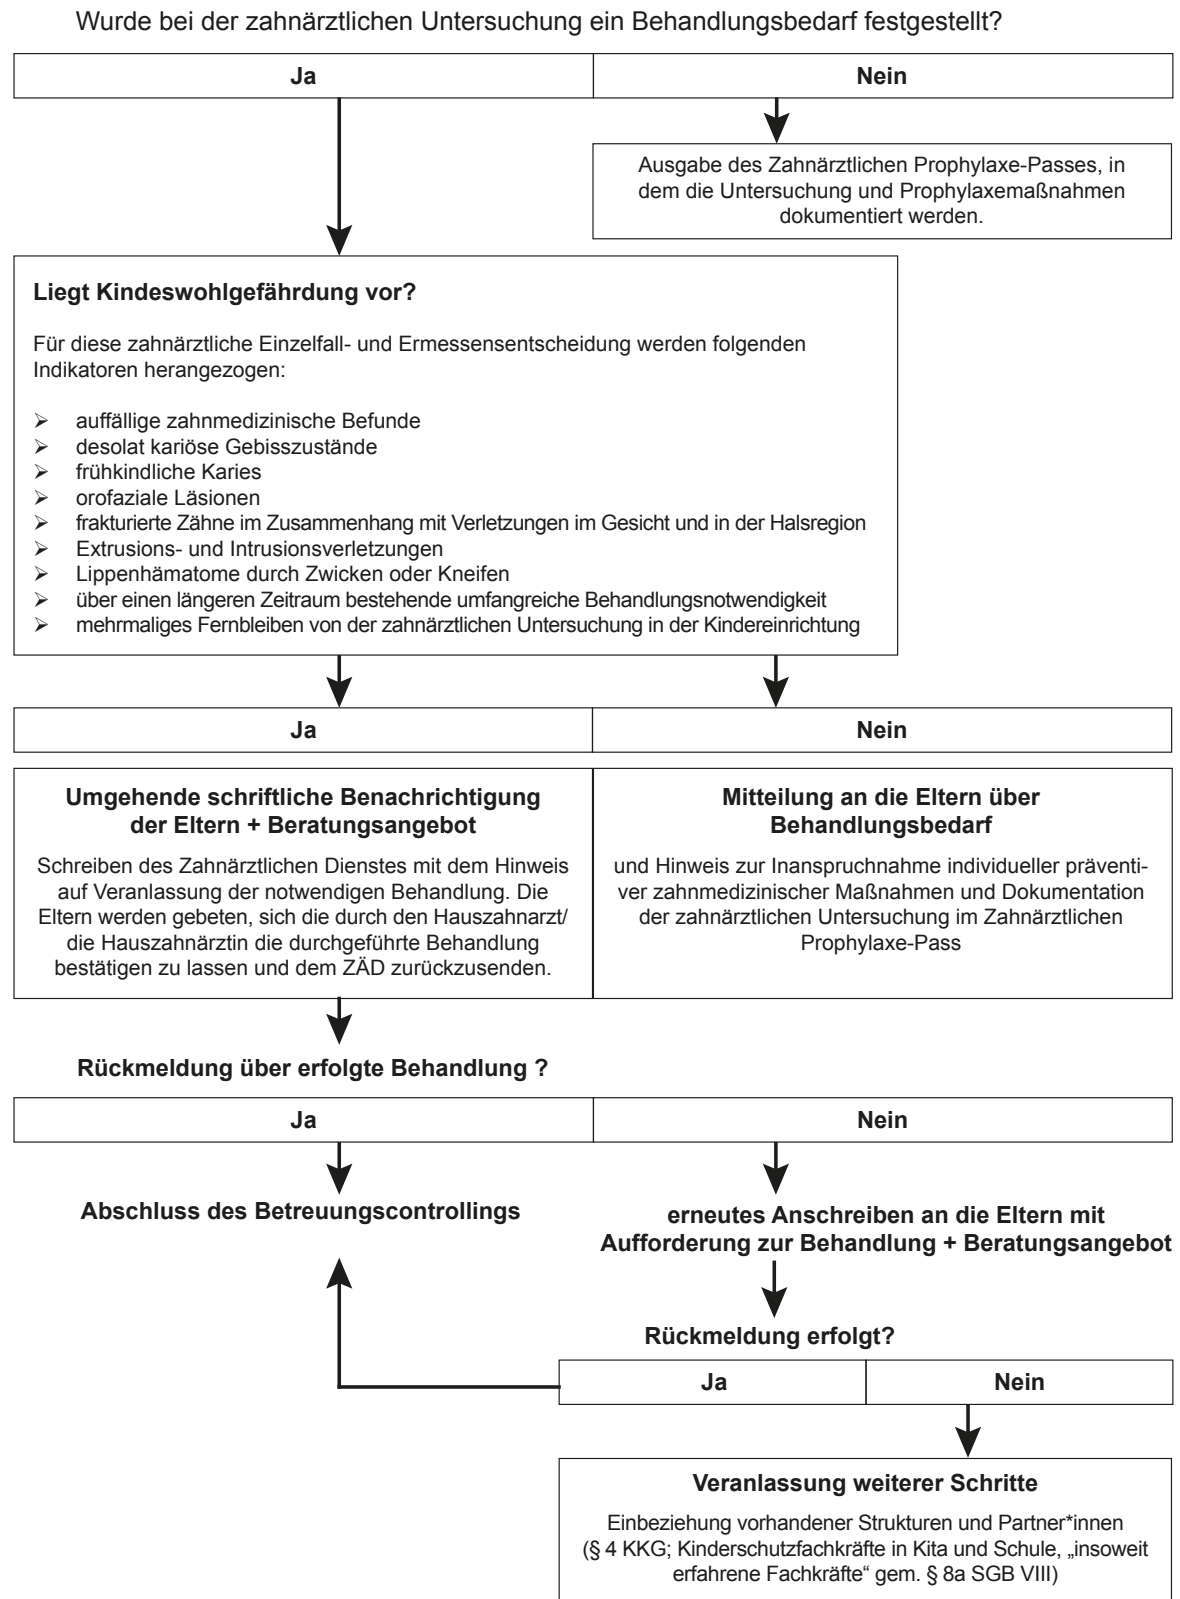 Wurde bei der zahnärztlichen Untersuchung ein Behandlungsbedarf festgestellt?
Ja
Nein
Ausgabe des Zahnärztlichen Prophylaxe-Passes, in
dem die Untersuchung und Prophylaxemaßnahmen
dokumentiert werden.
Liegt Kindeswohlgefährdung vor?
Für diese zahnärztliche Einzelfall- und Ermessensentscheidung werden folgenden
Indikatoren herangezogen:
➢ auffällige zahnmedizinische Befunde
➢ desolat kariöse Gebisszustände
➢ frühkindliche Karies
➢ orofaziale Läsionen
➢ frakturierte Zähne im Zusammenhang mit Verletzungen im Gesicht und in der Halsregion
➢ Extrusions- und Intrusionsverletzungen
➢ Lippenhämatome durch Zwicken oder Kneifen
➢ über einen längeren Zeitraum bestehende umfangreiche Behandlungsnotwendigkeit
➢ mehrmaliges Fernbleiben von der zahnärztlichen Untersuchung in der Kindereinrichtung
Ja
Nein
Umgehende schriftliche Benachrichtigung
der Eltern + Beratungsangebot
Schreiben des Zahnärztlichen Dienstes mit dem Hinweis
auf Veranlassung der notwendigen Behandlung. Die
Eltern werden gebeten, sich die durch den Hauszahnarzt/
die Hauszahnärztin die durchgeführte Behandlung
bestätigen zu lassen und dem ZÄD zurückzusenden.
Mitteilung an die Eltern über
Behandlungsbedarf
und Hinweis zur Inanspruchnahme individueller präventi-
ver zahnmedizinischer Maßnahmen und Dokumentation
der zahnärztlichen Untersuchung im Zahnärztlichen
Prophylaxe-Pass
Rückmeldung über erfolgte Behandlung ?
Ja
Nein
Abschluss des Betreuungscontrollings
erneutes Anschreiben an die Eltern mit
Aufforderung zur Behandlung + Beratungsangebot
Rückmeldung erfolgt?
Ja
Nein
Veranlassung weiterer Schritte
Einbeziehung vorhandener Strukturen und Partner*innen
(§ 4 KKG; Kinderschutzfachkräfte in Kita und Schule, „insoweit
erfahrene Fachkräfte“ gem. § 8a SGB VIII)